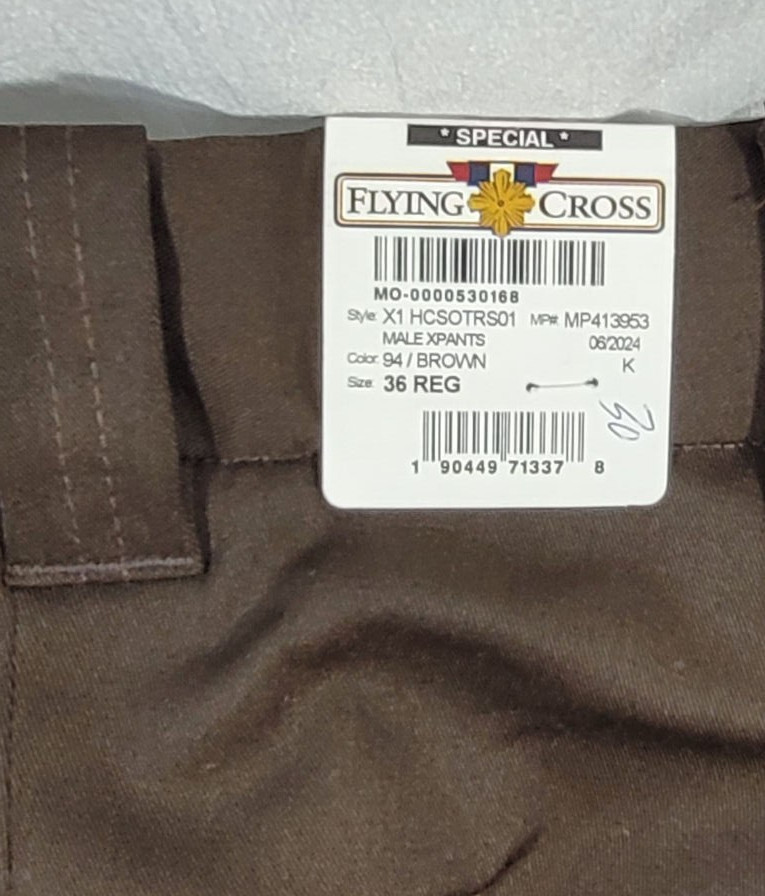 * SPECIAL *
FLYING CROSS
MO-0000530168
Style: X1 HCSOTRS01 MP#: MP413953
MALE XPANTS 06/2024
Color: 94 / BROWN K
Size: 36 REG
30
1 90449 71337 8